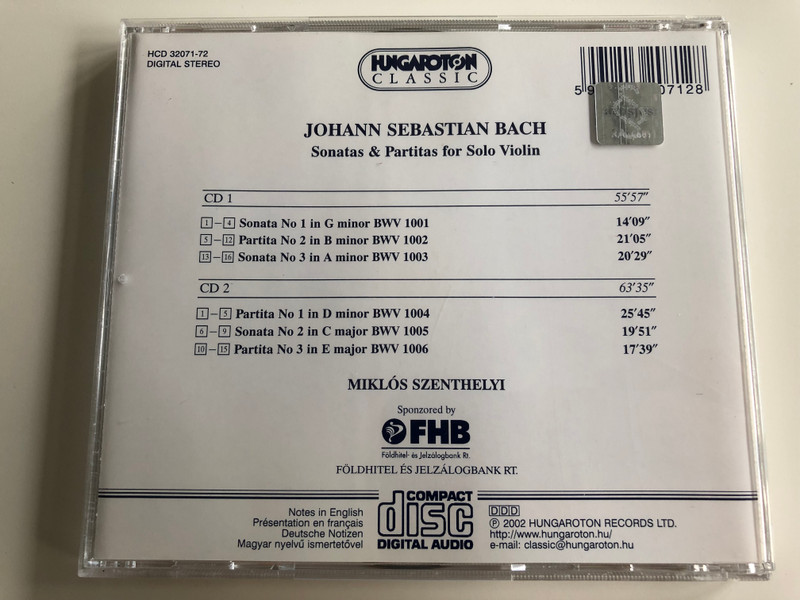 HCD 32071-72
DIGITAL STEREO
HUNGAROTON
CLASSIC
07128
JOHANN SEBASTIAN BACH
Sonatas & Partitas for Solo Violin
CD 1 55′57″
1–4 Sonata No 1 in G minor BWV 1001 14′09″
5–12 Partita No 2 in B minor BWV 1002 21′05″
13–16 Sonata No 3 in A minor BWV 1003 20′29″
CD 2 63′35″
1–5 Partita No 1 in D minor BWV 1004 25′45″
6–9 Sonata No 2 in C major BWV 1005 19′51″
10–15 Partita No 3 in E major BWV 1006 17′39″
MIKLÓS SZENTHELYI
Sponzored by
FHB
Földhitel- és Jelzálogbank Rt.
FÖLDHITEL ÉS JELZÁLOGBANK RT.
Notes in English
Présentation en français
Deutsche Notizen
Magyar nyelvű ismertetővel
COMPACT
disc
DIGITAL AUDIO
DDD
℗ 2002 HUNGAROTON RECORDS LTD.
http://www.hungaroton.hu/
e-mail: classic@hungaroton.hu